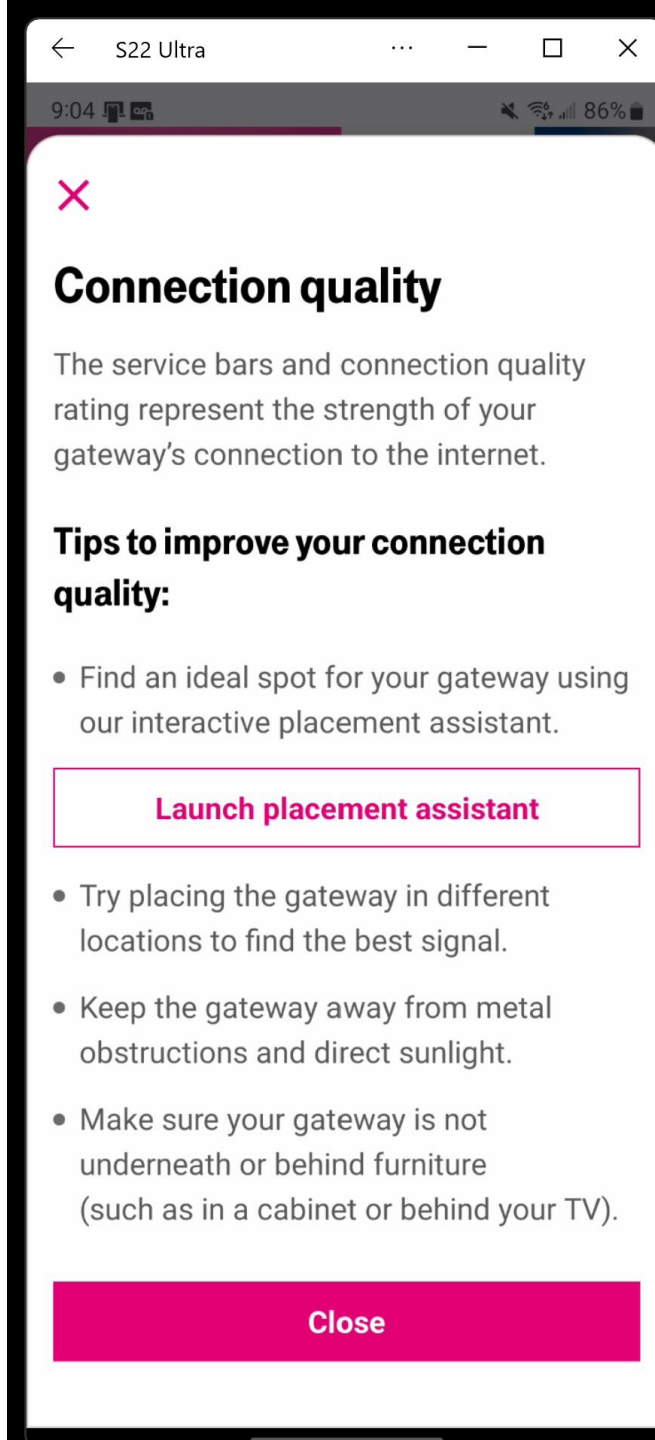 S22 Ultra
9:04
86%
Connection quality
The service bars and connection quality
rating represent the strength of your
gateway’s connection to the internet.
Tips to improve your connection
quality:
• Find an ideal spot for your gateway using
our interactive placement assistant.
Launch placement assistant
• Try placing the gateway in different
locations to find the best signal.
• Keep the gateway away from metal
obstructions and direct sunlight.
• Make sure your gateway is not
underneath or behind furniture
(such as in a cabinet or behind your TV).
Close